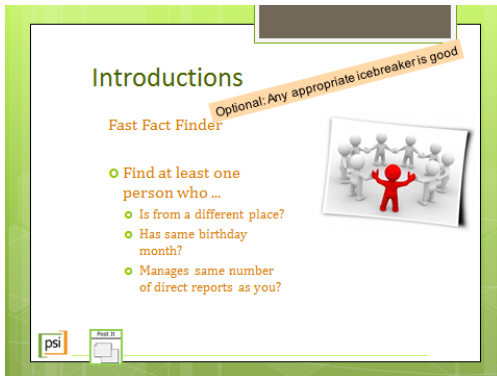 Introductions
Optional: Any appropriate icebreaker is good
Fast Fact Finder
Find at least one
person who ...
Is from a different place?
Has same birthday
month?
Manages same number
of direct reports as you?
psi
Post It